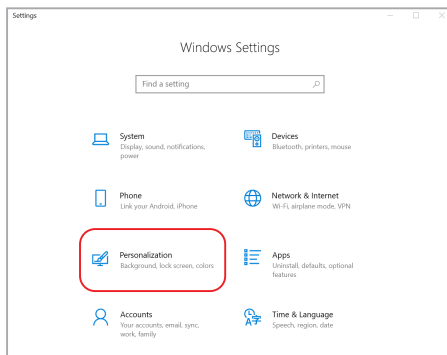 Settings
Windows Settings
Find a setting
System
Display, sound, notifications,
power
Devices
Bluetooth, printers, mouse
Phone
Link your Android, iPhone
Network & Internet
Wi-Fi, airplane mode, VPN
Personalization
Background, lock screen, colors
Apps
Uninstall, defaults, optional
features
Accounts
Your accounts, email, sync,
work, family
Time & Language
Speech, region, date